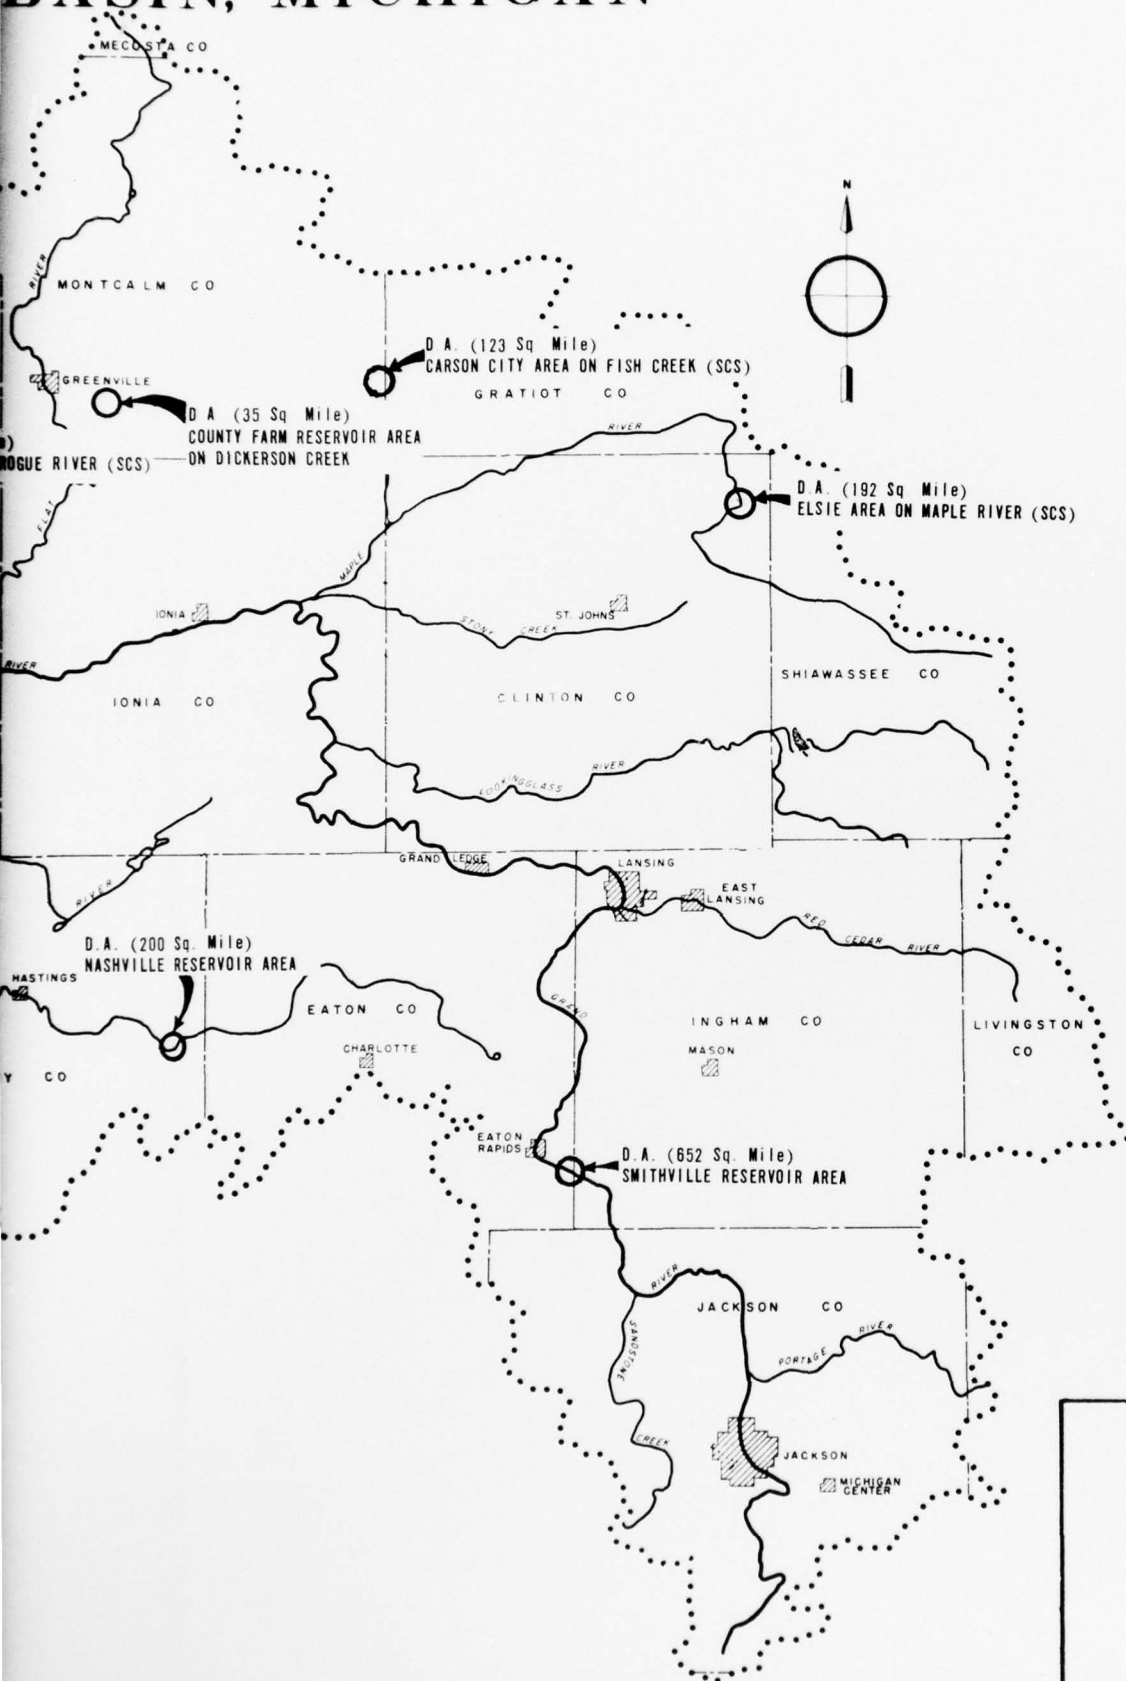 BASIN, MICHIGAN
MECOSTA CO
N
RIVER
MONTCALM CO
D A. (123 Sq Mile)
CARSON CITY AREA ON FISH CREEK (SCS)
GREENVILLE
GRATIOT CO
D A (35 Sq Mile)
COUNTY FARM RESERVOIR AREA
ON DICKERSON CREEK
ROGUE RIVER (SCS)
RIVER
D.A. (192 Sq Mile)
ELSIE AREA ON MAPLE RIVER (SCS)
FLAT
MAPLE
IONIA
ST. JOHNS
STONY CREEK
RIVER
SHIAWASSEE CO
IONIA CO
CLINTON CO
LOOKINGGLASS RIVER
GRAND LEDGE
LANSING
EAST
LANSING
RIVER
RED CEDAR RIVER
D.A. (200 Sq. Mile)
NASHVILLE RESERVOIR AREA
HASTINGS
EATON CO
GRAND
INGHAM CO
LIVINGSTON
CO
CHARLOTTE
MASON
Y CO
EATON
RAPIDS
D.A. (652 Sq. Mile)
SMITHVILLE RESERVOIR AREA
RIVER
JACKSON CO
SANDSTONE
CREEK
PORTAGE RIVER
JACKSON
MICHIGAN
CENTER